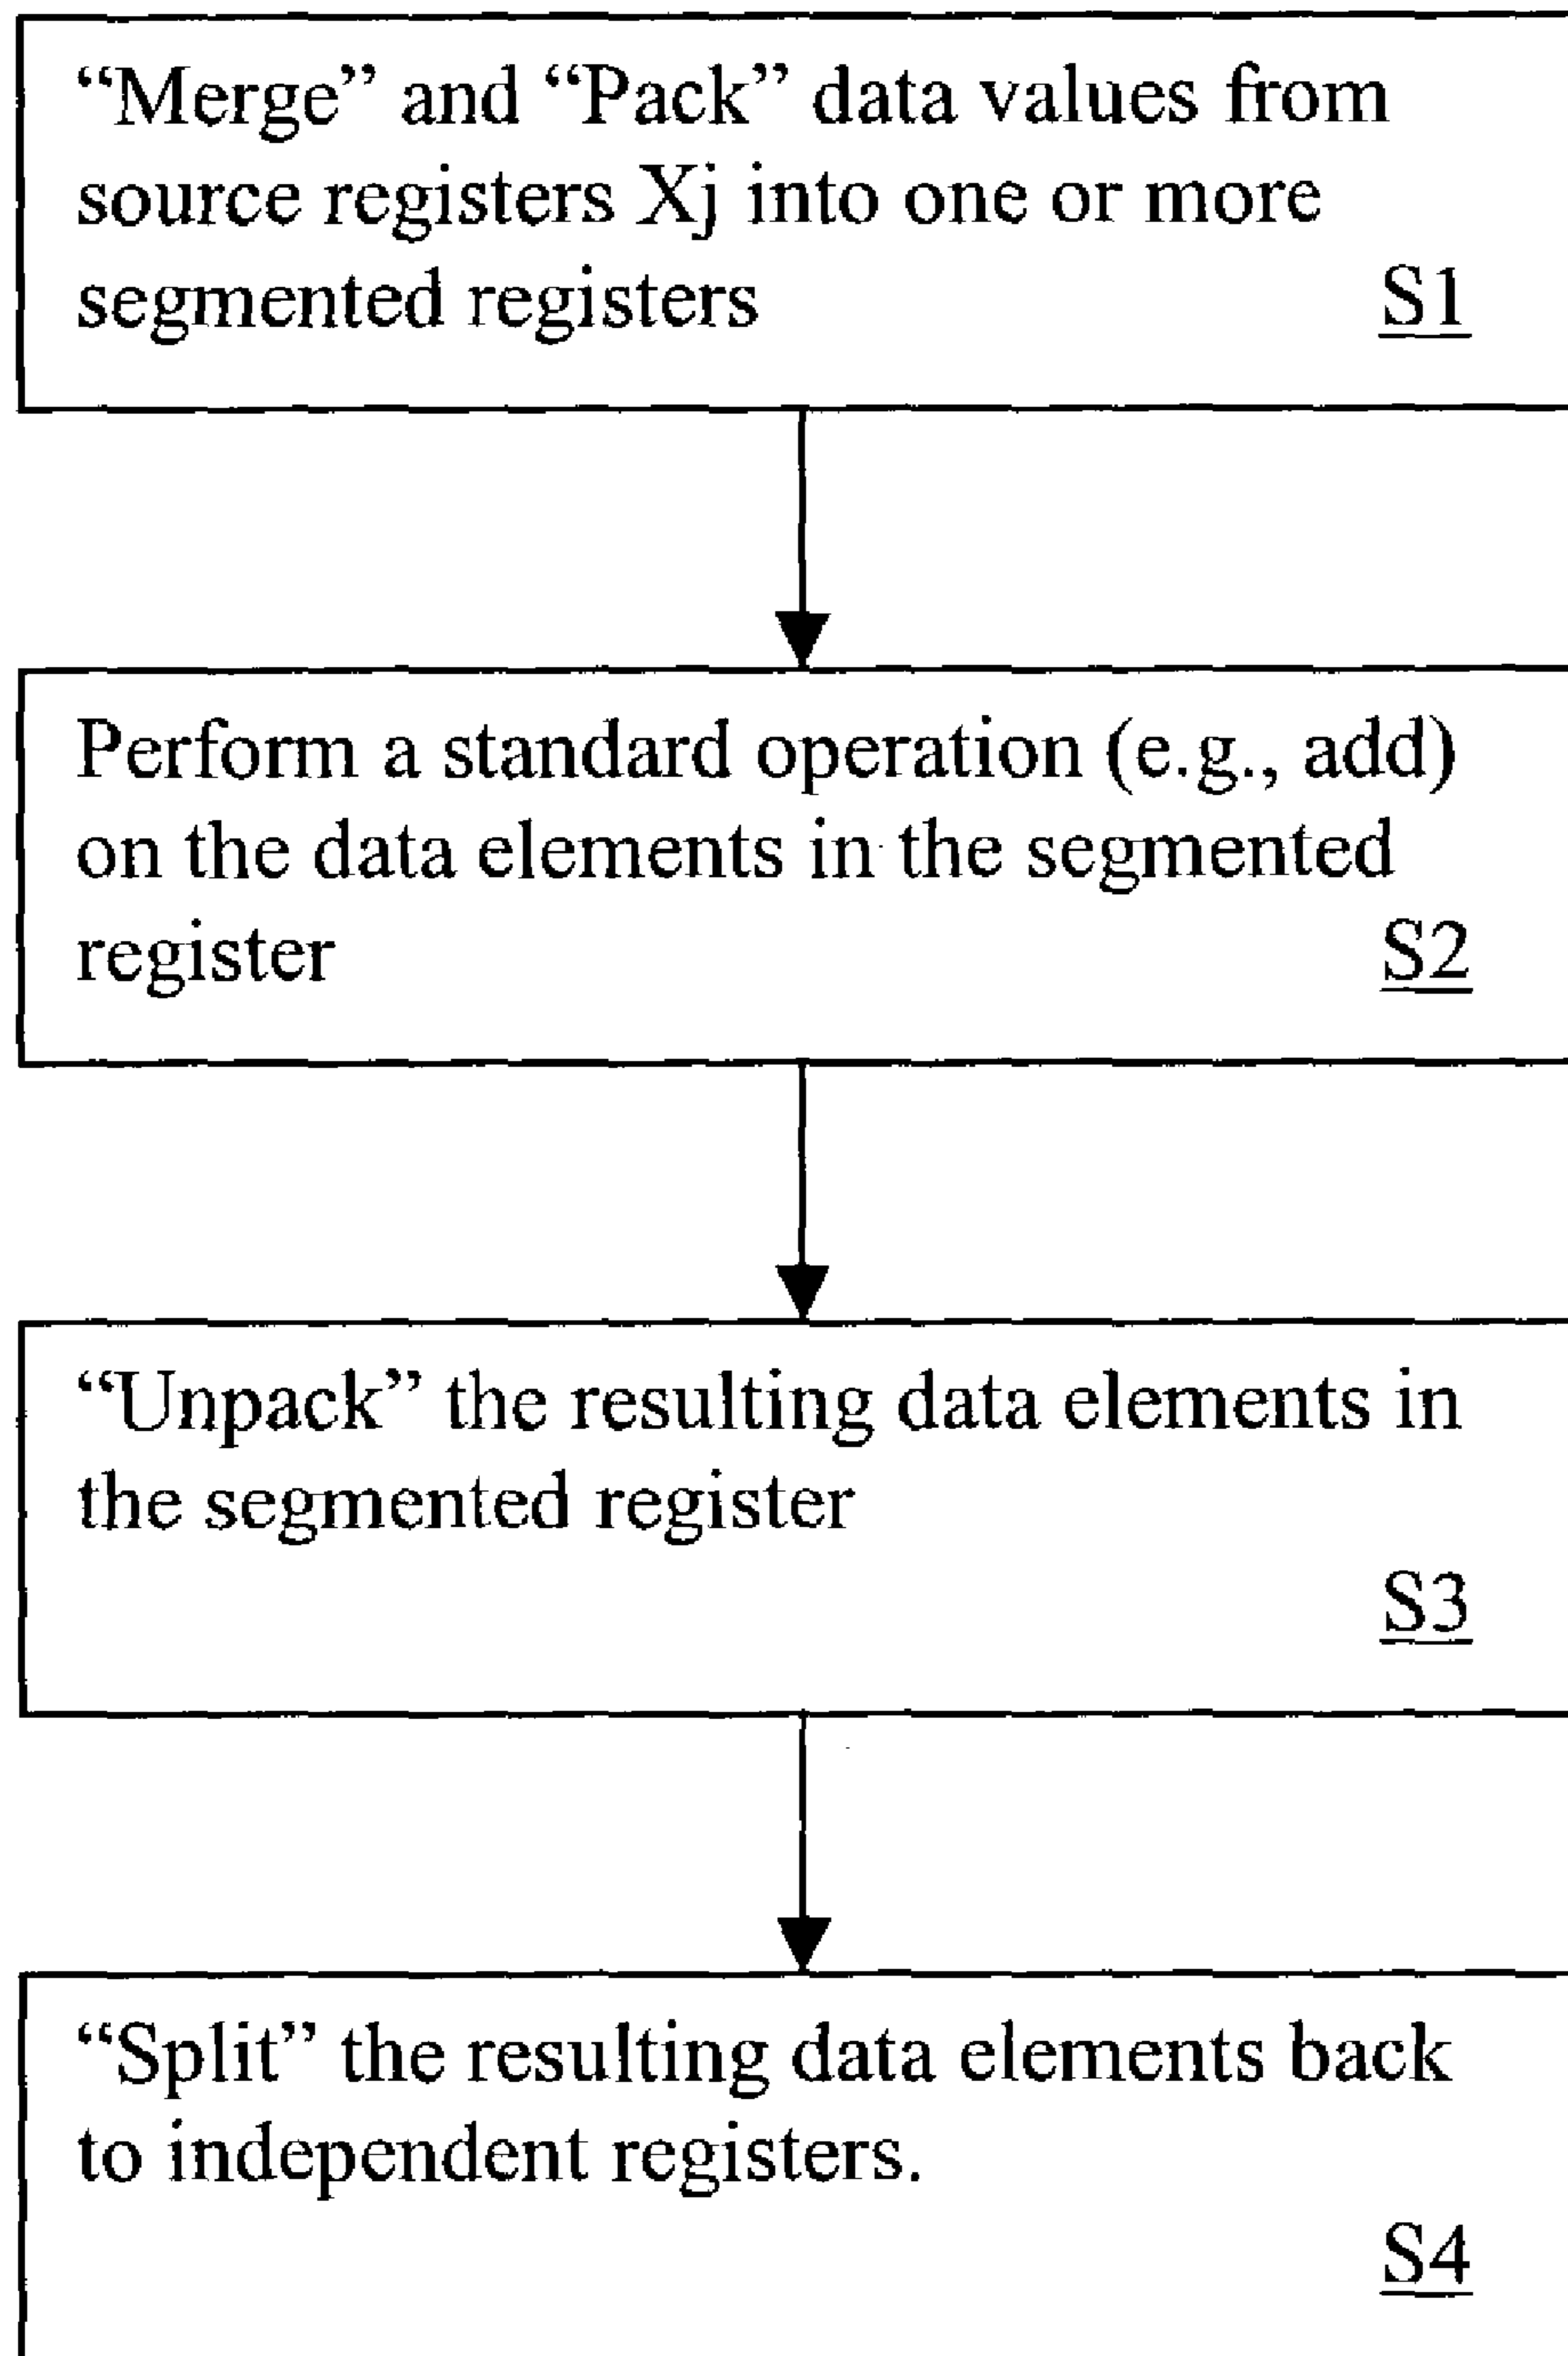 “Merge” and “Pack” data values from
source registers Xj into one or more
segmented registers S1
Perform a standard operation (e.g., add)
on the data elements in the segmented
register S2
“Unpack” the resulting data elements in
the segmented register
S3
“Split” the resulting data elements back
to independent registers.
S4